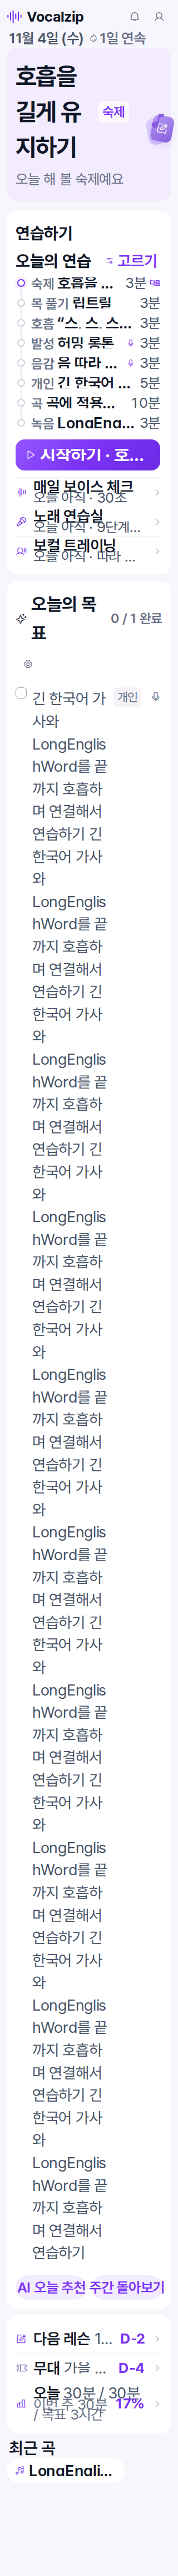 Vocalzip
11월 4일 (수) 1일 연속
호흡을
길게 유 숙제
지하기
오늘 해 볼 숙제예요
연습하기
오늘의 연습 고르기
숙제 호흡을 ... 3분
목 풀기 립트릴 3분
호흡 “스, 스, 스... 3분
발성 허밍 롱톤 3분
음감 음 따라 ... 3분
개인 긴 한국어 ... 5분
곡 곡에 적용... 10분
녹음 LongEng... 3분
시작하기 · 호...
매일 보이스 체크
오늘 아직 · 30초
노래 연습실
오늘 아직 · 9단계...
보컬 트레이닝
오늘 아직 · 따라 ...
오늘의 목
표
0 / 1 완료
긴 한국어 가 개인
사와
LongEnglis
hWord를 끝
까지 호흡하
며 연결해서
연습하기 긴
한국어 가사
와
LongEnglis
hWord를 끝
까지 호흡하
며 연결해서
연습하기 긴
한국어 가사
와
LongEnglis
hWord를 끝
까지 호흡하
며 연결해서
연습하기 긴
한국어 가사
와
LongEnglis
hWord를 끝
까지 호흡하
며 연결해서
연습하기 긴
한국어 가사
와
LongEnglis
hWord를 끝
까지 호흡하
며 연결해서
연습하기 긴
한국어 가사
와
LongEnglis
hWord를 끝
까지 호흡하
며 연결해서
연습하기 긴
한국어 가사
와
LongEnglis
hWord를 끝
까지 호흡하
며 연결해서
연습하기 긴
한국어 가사
와
LongEnglis
hWord를 끝
까지 호흡하
며 연결해서
연습하기 긴
한국어 가사
와
LongEnglis
hWord를 끝
까지 호흡하
며 연결해서
연습하기 긴
한국어 가사
와
LongEnglis
hWord를 끝
까지 호흡하
며 연결해서
연습하기
AI 오늘 추천 주간 돌아보기
다음 레슨 1... D-2
무대 가을 ... D-4
오늘 30분 / 30분
이번 주 30분 17%
/ 목표 3시간
최근 곡
LongEngli...